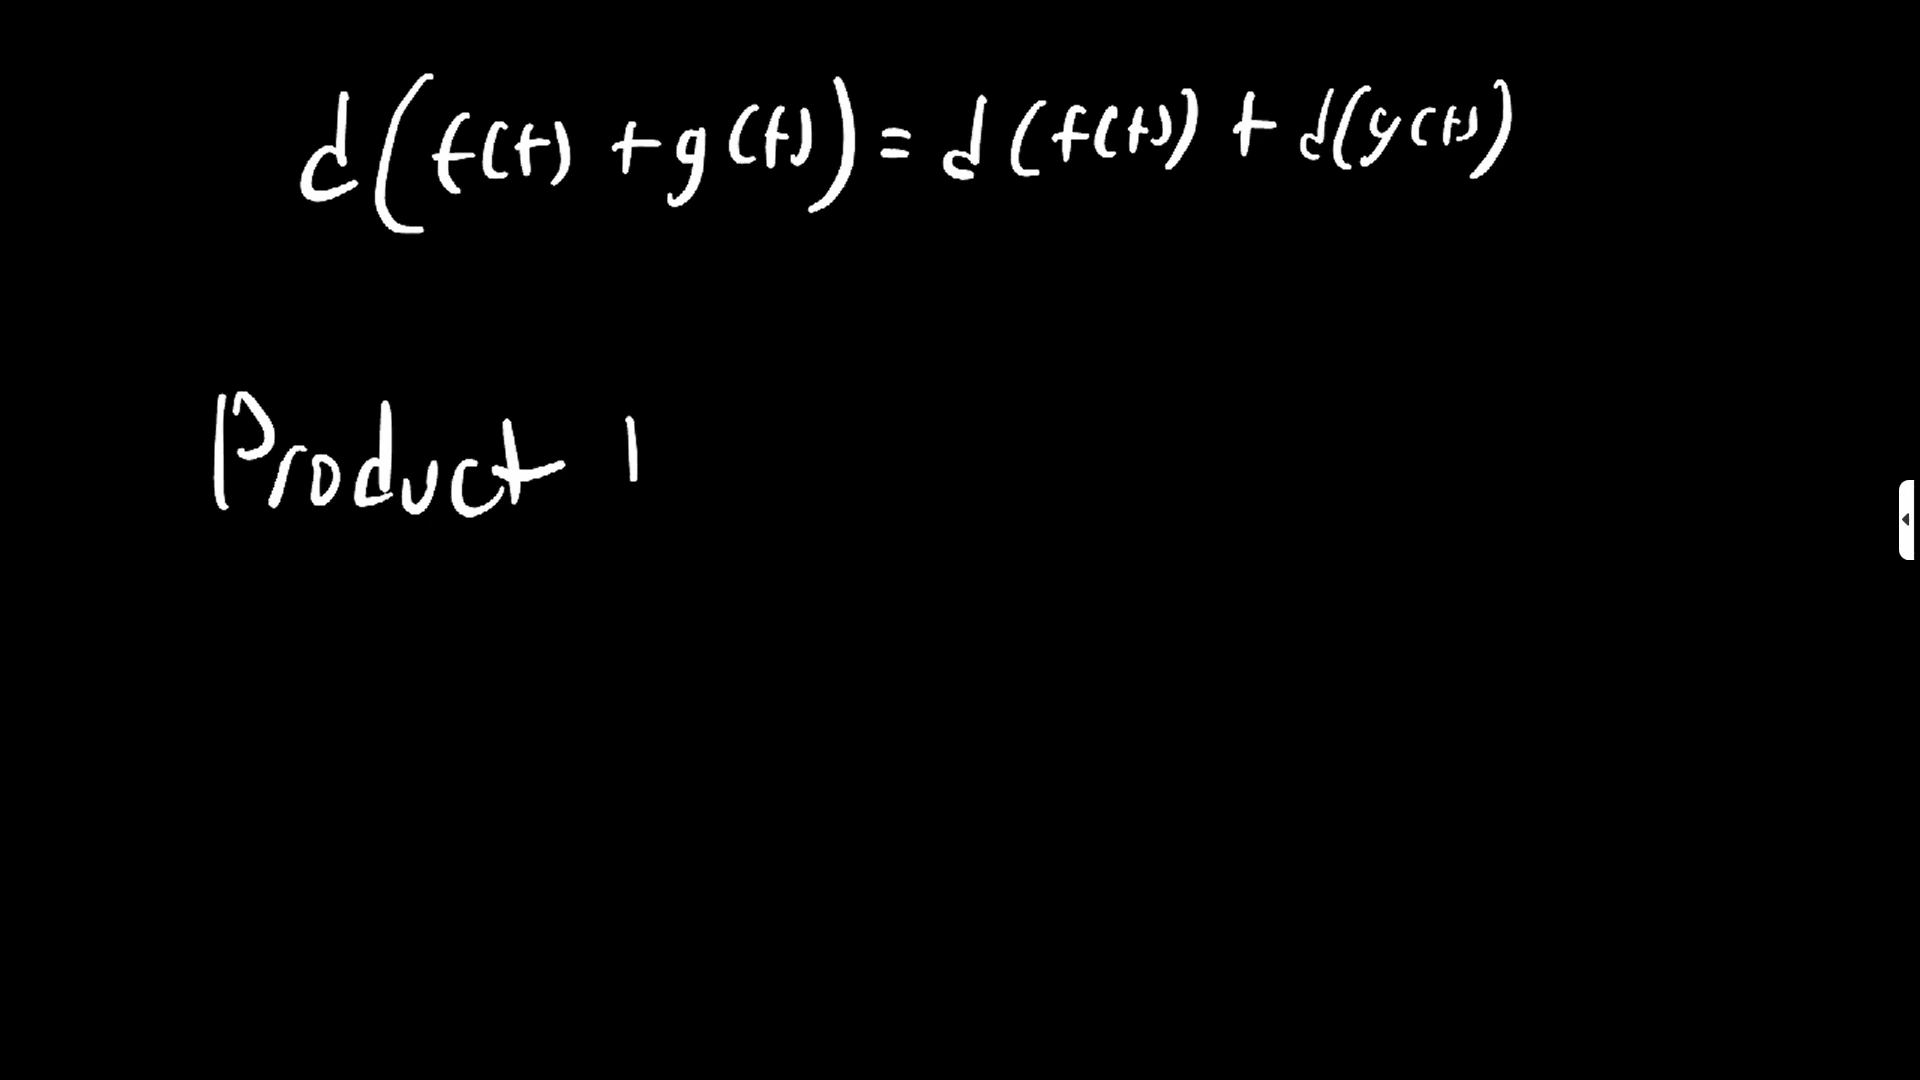 d(f(t) + g(t)) = d(f(t)) + d(g(t))
Product